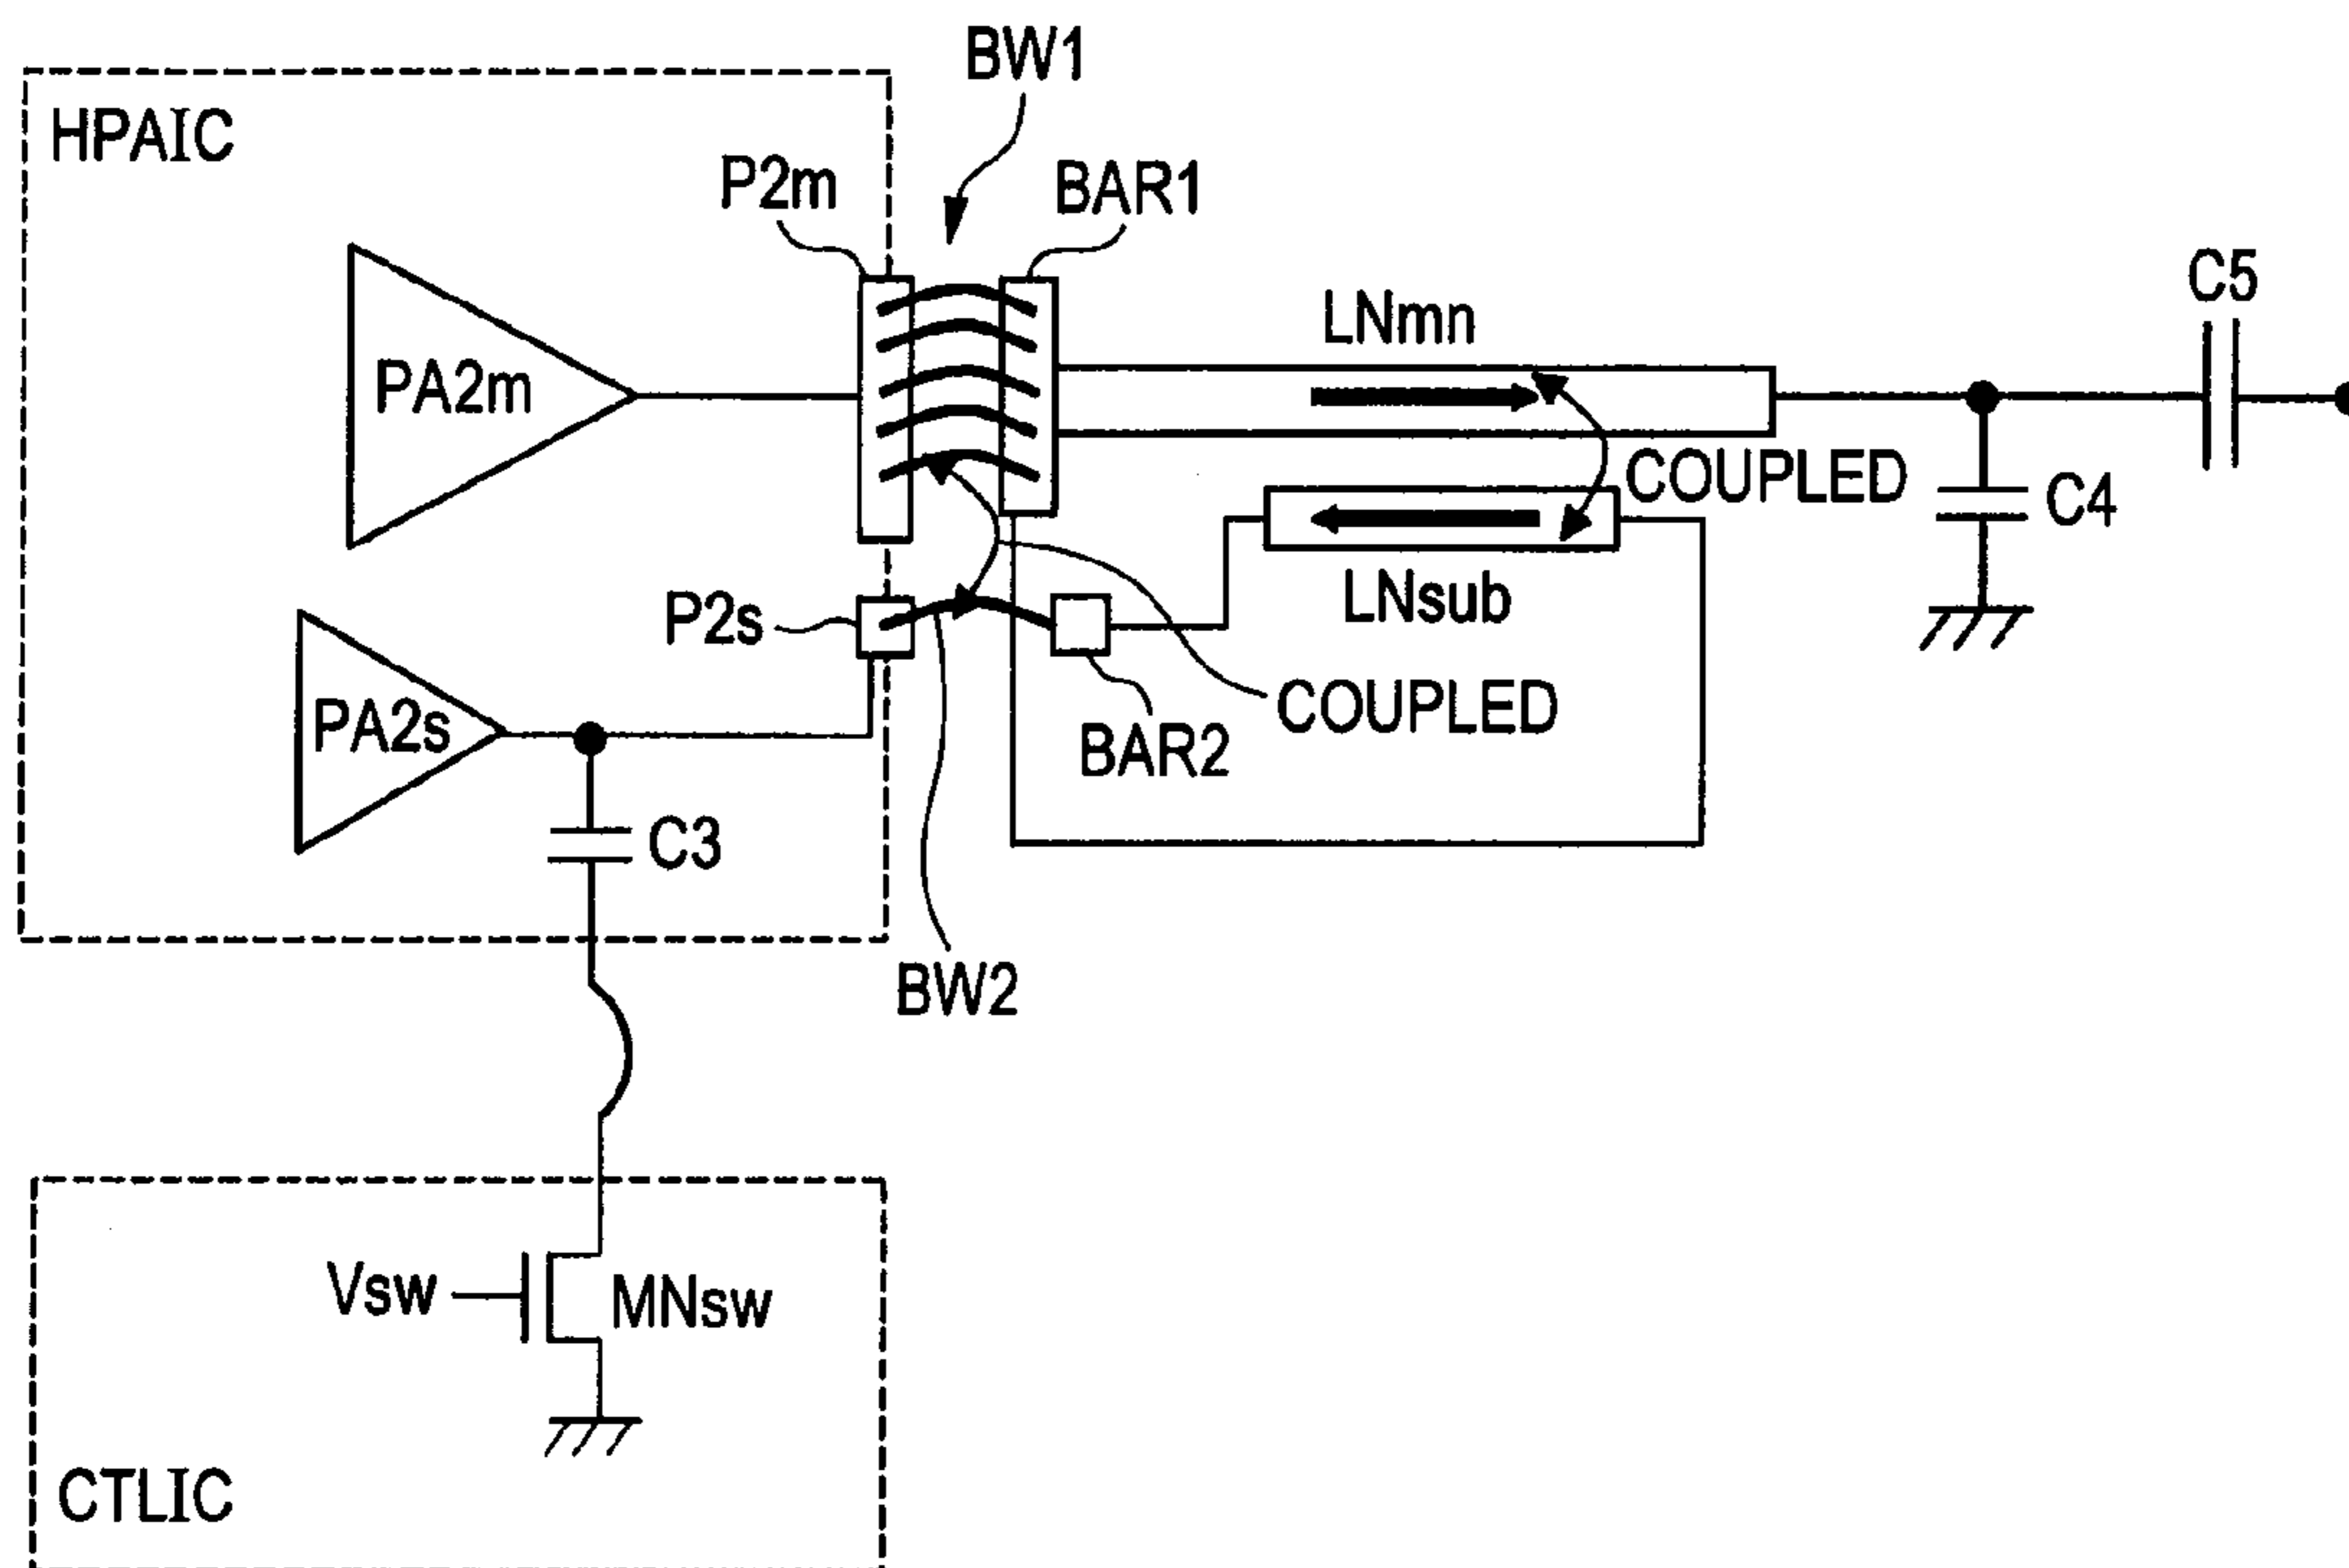 BW1
HPAIC
P2m
BAR1
C5
LNmn
PA2m
COUPLED
C4
P2s
LNsub
COUPLED
PA2s
BAR2
C3
BW2
Vsw
MNsw
CTLIC